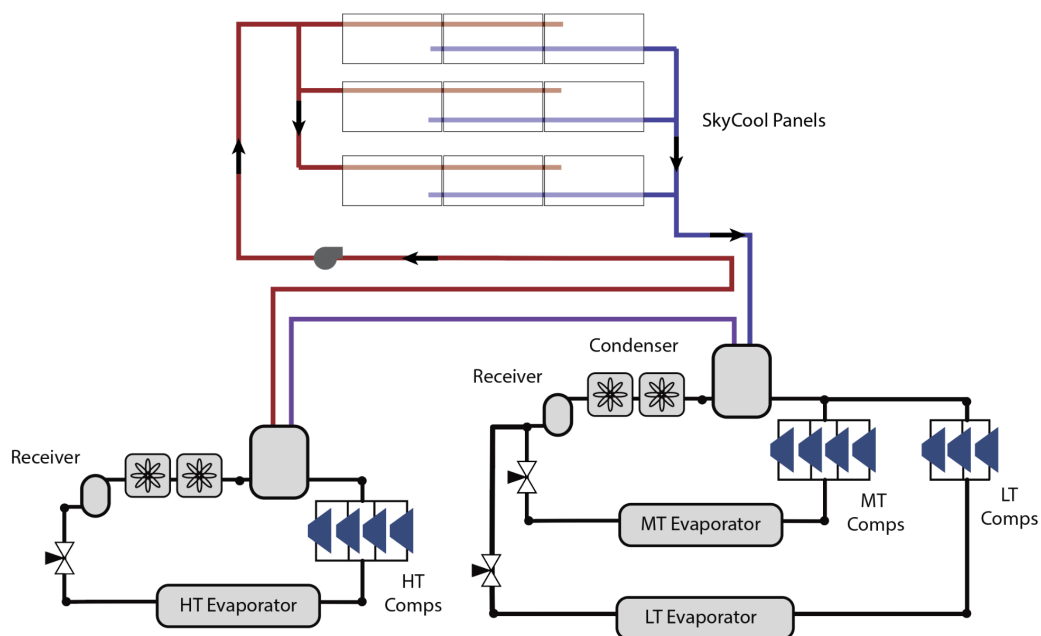 SkyCool Panels
Condenser
Receiver
Receiver
MT Evaporator
MT
Comps
LT
Comps
HT Evaporator
HT
Comps
LT Evaporator